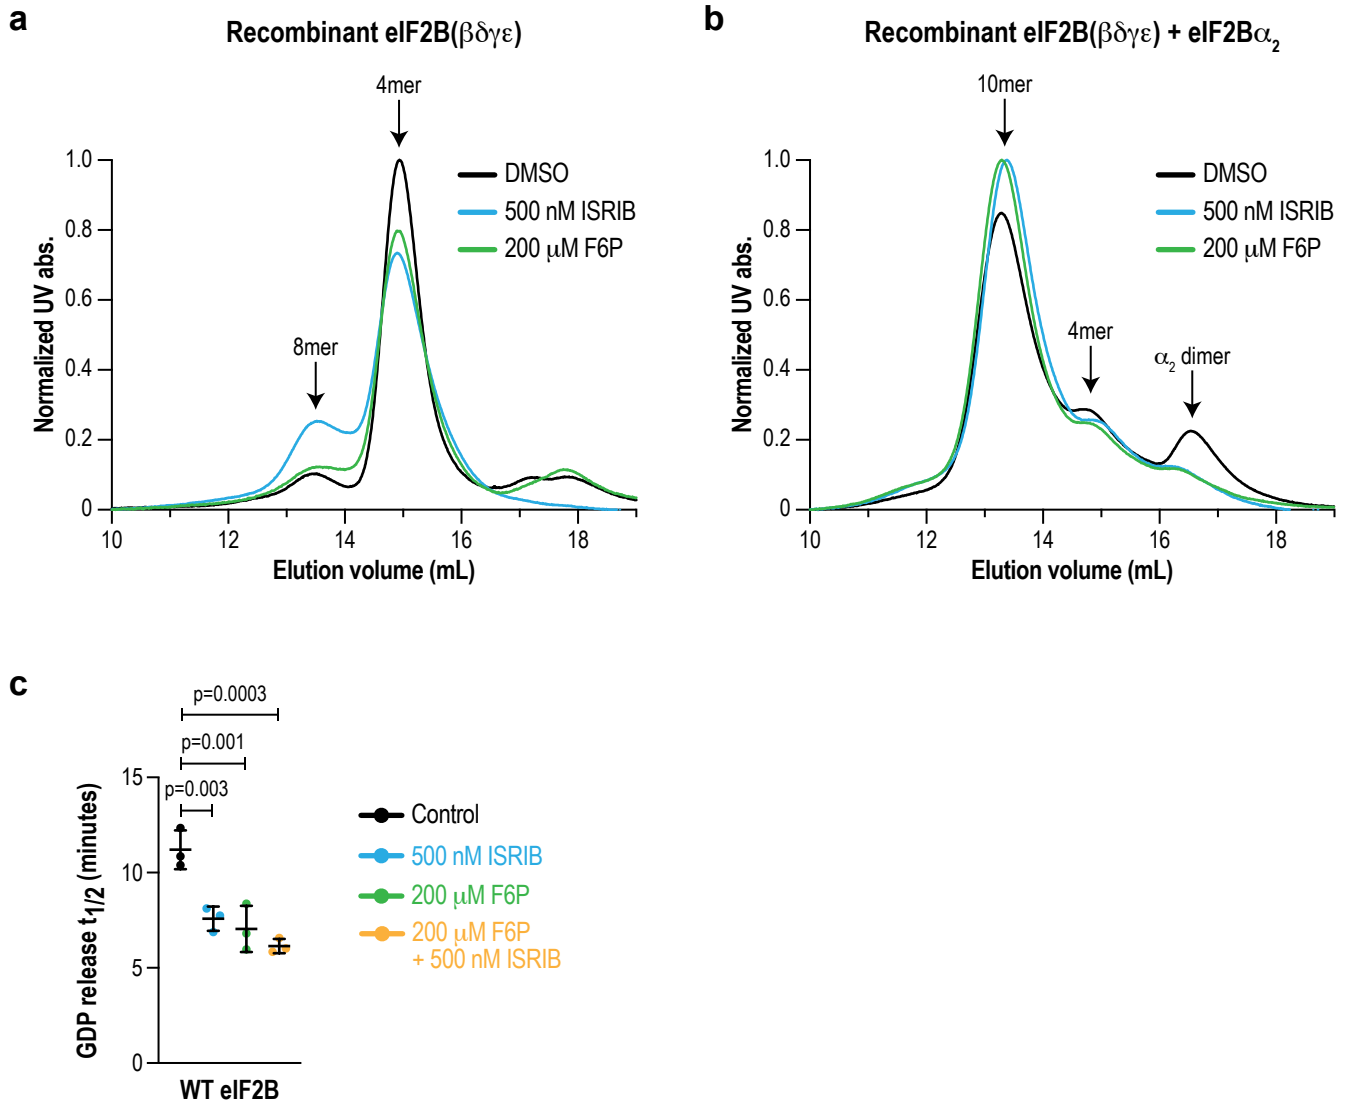 a
Recombinant eIF2B(βδγε)
4mer
8mer
DMSO
500 nM ISRIB
200 μM F6P
Normalized UV abs.
1.0
0.8
0.6
0.4
0.2
0
10
12
14
16
18
Elution volume (mL)
b
Recombinant eIF2B(βδγε) + eIF2Bα2
10mer
4mer
α2 dimer
DMSO
500 nM ISRIB
200 μM F6P
Normalized UV abs.
1.0
0.8
0.6
0.4
0.2
0
10
12
14
16
18
Elution volume (mL)
c
p=0.0003
p=0.001
p=0.003
GDP release t1/2 (minutes)
15
10
5
0
WT eIF2B
Control
500 nM ISRIB
200 μM F6P
200 μM F6P
+ 500 nM ISRIB